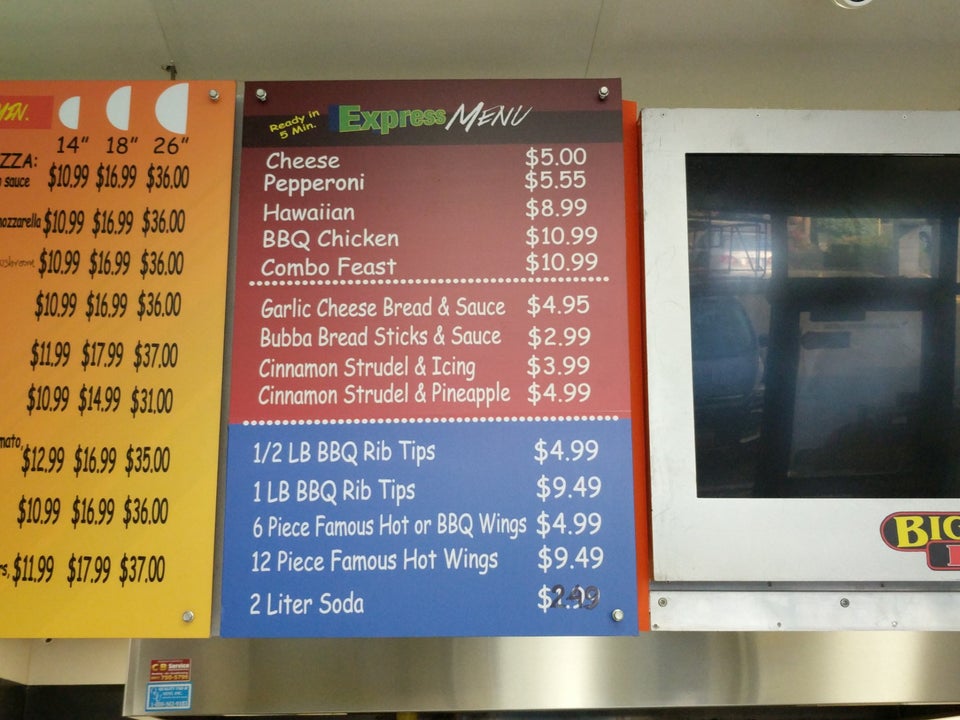 MIN.
14" 18" 26"
ZZA:
sauce $10.99 $16.99 $36.00
mozzarella $10.99 $16.99 $36.00
$10.99 $16.99 $36.00
$10.99 $16.99 $36.00
$11.99 $17.99 $37.00
$10.99 $14.99 $31.00
mato,
$12.99 $16.99 $35.00
$10.99 $16.99 $36.00
rs, $11.99 $17.99 $37.00
Ready in
5 Min.
Express MENU
Cheese $5.00
Pepperoni $5.55
Hawaiian $8.99
BBQ Chicken $10.99
Combo Feast $10.99
Garlic Cheese Bread & Sauce $4.95
Bubba Bread Sticks & Sauce $2.99
Cinnamon Strudel & Icing $3.99
Cinnamon Strudel & Pineapple $4.99
1/2 LB BBQ Rib Tips $4.99
1 LB BBQ Rib Tips $9.49
6 Piece Famous Hot or BBQ Wings $4.99
12 Piece Famous Hot Wings $9.49
2 Liter Soda
BIG
Service